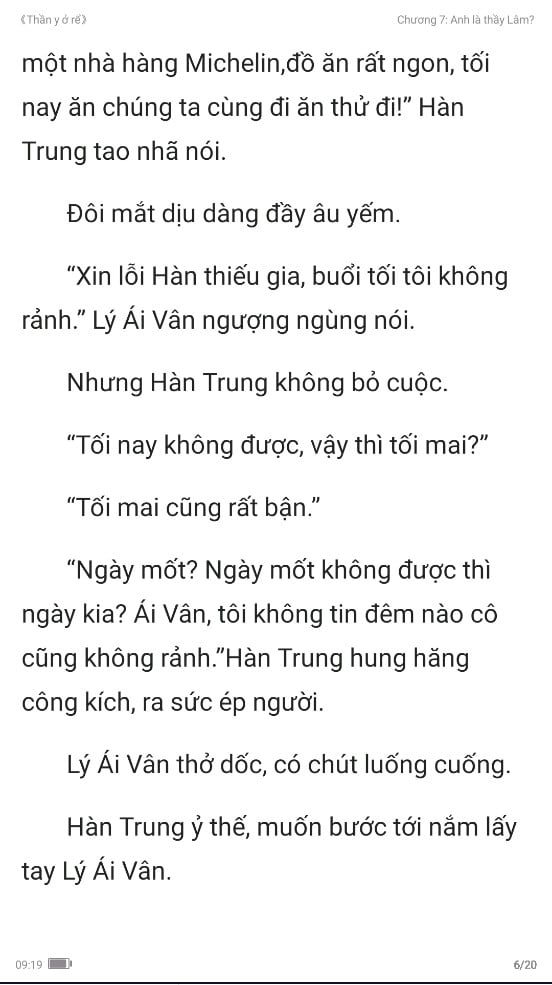 《Thần y ở rể》
Chương 7: Anh là thầy Lâm?
một nhà hàng Michelin,đồ ăn rất ngon, tối
nay ăn chúng ta cùng đi ăn thử đi!” Hàn
Trung tao nhã nói.
Đôi mắt dịu dàng đầy âu yếm.
“Xin lỗi Hàn thiếu gia, buổi tối tôi không
rảnh.” Lý Ái Vân ngượng ngùng nói.
Nhưng Hàn Trung không bỏ cuộc.
“Tối nay không được, vậy thì tối mai?”
“Tối mai cũng rất bận.”
“Ngày mốt? Ngày mốt không được thì
ngày kia? Ái Vân, tôi không tin đêm nào cô
cũng không rảnh.”Hàn Trung hung hăng
công kích, ra sức ép người.
Lý Ái Vân thở dốc, có chút luống cuống.
Hàn Trung ỷ thế, muốn bước tới nắm lấy
tay Lý Ái Vân.
09:19
6/20